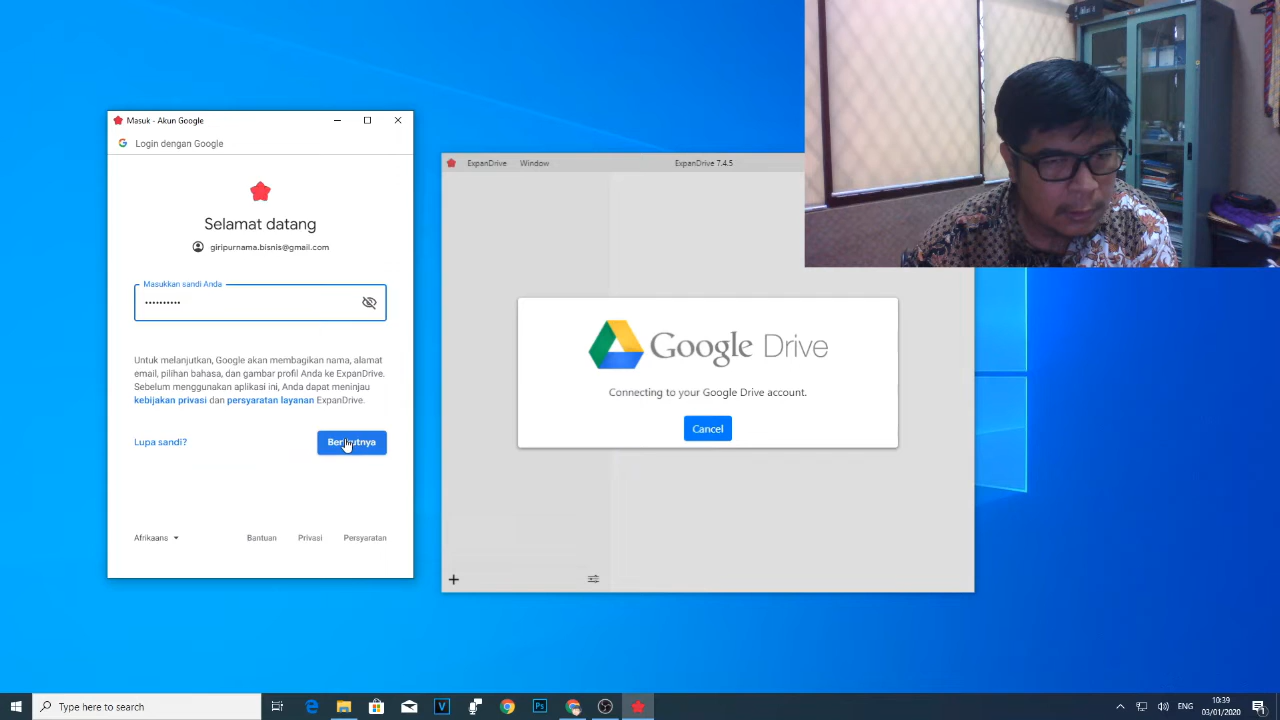 Masuk - Akun Google
Login dengan Google
Selamat datang
giripurnama.bisnis@gmail.com
Masukkan sandi Anda
••••••••••
Untuk melanjutkan, Google akan membagikan nama, alamat
email, pilihan bahasa, dan gambar profil Anda ke ExpanDrive.
Sebelum menggunakan aplikasi ini, Anda dapat meninjau
kebijakan privasi dan persyaratan layanan ExpanDrive.
Lupa sandi?
Berikutnya
Afrikaans
Bantuan
Privasi
Persyaratan
ExpanDrive
Window
ExpanDrive 7.4.5
Google Drive
Connecting to your Google Drive account.
Cancel
Type here to search
ENG
10:39
03/01/2020